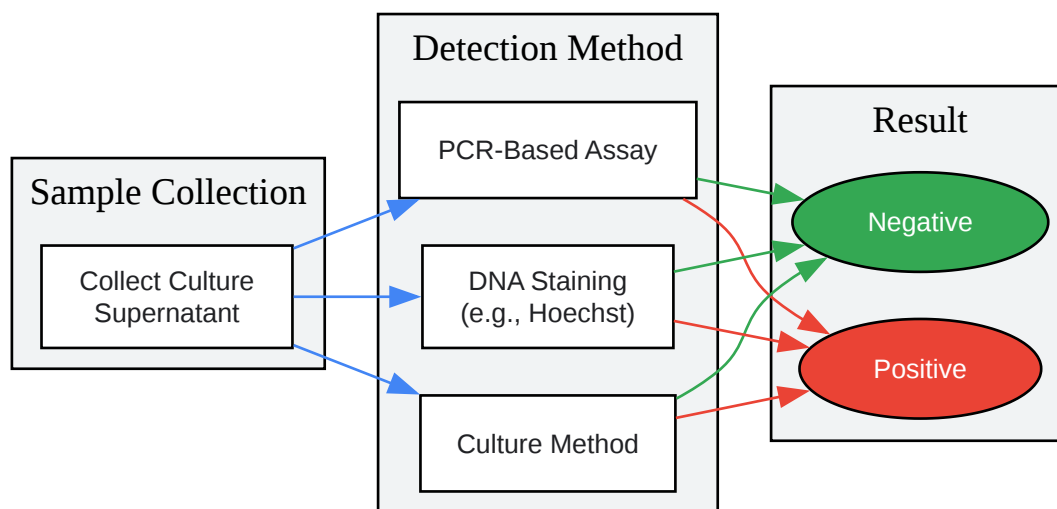 Sample Collection
Collect Culture
Supernatant
Detection Method
PCR-Based Assay
DNA Staining
(e.g., Hoechst)
Culture Method
Result
Negative
Positive